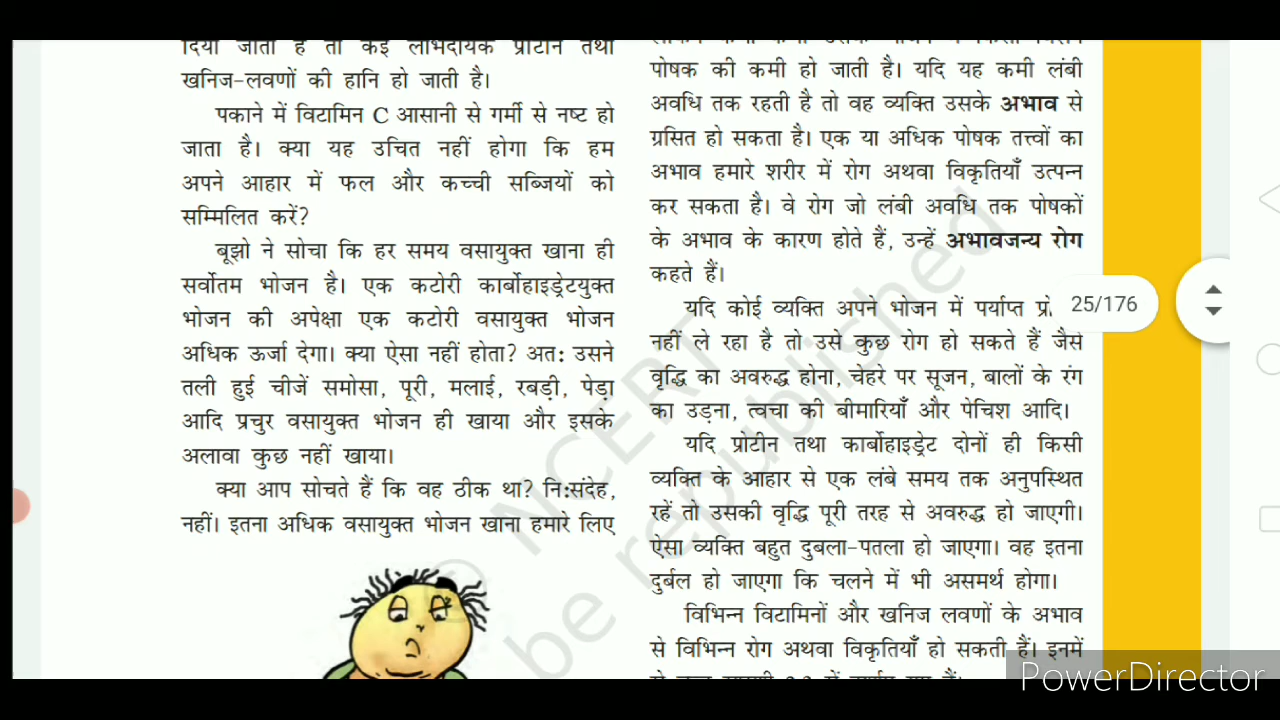 दिया जाता है तो कई लाभदायक प्रोटीन तथा
खनिज-लवणों की हानि हो जाती है।
पकाने में विटामिन C आसानी से गर्मी से नष्ट हो
जाता है। क्या यह उचित नहीं होगा कि हम
अपने आहार में फल और कच्ची सब्जियों को
सम्मिलित करें?
बूझो ने सोचा कि हर समय वसायुक्त खाना ही
सर्वोतम भोजन है। एक कटोरी कार्बोहाइड्रेटयुक्त
भोजन की अपेक्षा एक कटोरी वसायुक्त भोजन
अधिक ऊर्जा देगा। क्या ऐसा नहीं होता? अतः उसने
तली हुई चीजें समोसा, पूरी, मलाई, रबड़ी, पेड़ा
आदि प्रचुर वसायुक्त भोजन ही खाया और इसके
अलावा कुछ नहीं खाया।
क्या आप सोचते हैं कि वह ठीक था? निःसंदेह,
नहीं। इतना अधिक वसायुक्त भोजन खाना हमारे लिए
पोषक की कमी हो जाती है। यदि यह कमी लंबी
अवधि तक रहती है तो वह व्यक्ति उसके अभाव से
ग्रसित हो सकता है। एक या अधिक पोषक तत्त्वों का
अभाव हमारे शरीर में रोग अथवा विकृतियाँ उत्पन्न
कर सकता है। वे रोग जो लंबी अवधि तक पोषकों
के अभाव के कारण होते हैं, उन्हें अभावजन्य रोग
कहते हैं।
यदि कोई व्यक्ति अपने भोजन में पर्याप्त
नहीं ले रहा है तो उसे कुछ रोग हो सकते हैं जैसे
वृद्धि का अवरुद्ध होना, चेहरे पर सूजन, बालों के रंग
का उड़ना, त्वचा की बीमारियाँ और पेचिश आदि।
यदि प्रोटीन तथा कार्बोहाइड्रेट दोनों ही किसी
व्यक्ति के आहार से एक लंबे समय तक अनुपस्थित
रहें तो उसकी वृद्धि पूरी तरह से अवरुद्ध हो जाएगी।
ऐसा व्यक्ति बहुत दुबला-पतला हो जाएगा। वह इतना
दुर्बल हो जाएगा कि चलने में भी असमर्थ होगा।
विभिन्न विटामिनों और खनिज लवणों के अभाव
से विभिन्न रोग अथवा विकृतियाँ हो सकती हैं। इनमें
25/176
© NCERT
be republished
PowerDirector